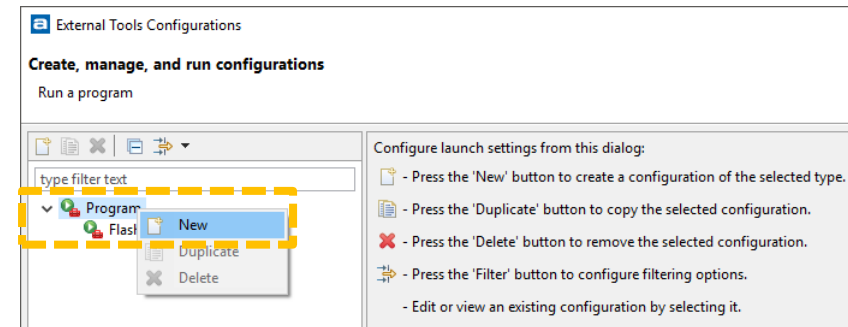 External Tools Configurations
Create, manage, and run configurations
Run a program
type filter text
Program
New
Duplicate
Delete
Configure launch settings from this dialog:
- Press the 'New' button to create a configuration of the selected type.
- Press the 'Duplicate' button to copy the selected configuration.
- Press the 'Delete' button to remove the selected configuration.
- Press the 'Filter' button to configure filtering options.
- Edit or view an existing configuration by selecting it.